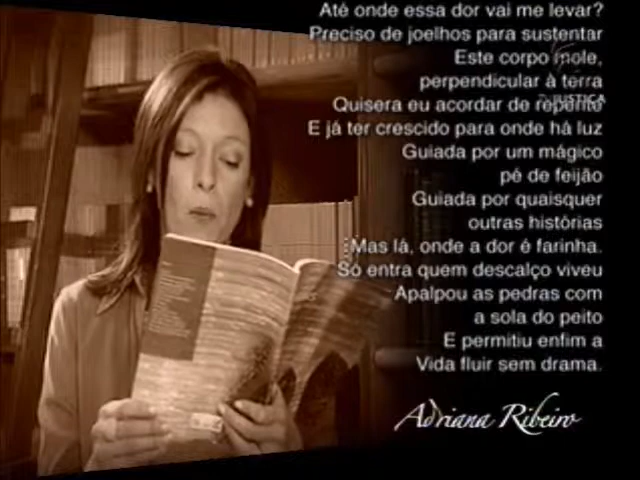 Até onde essa dor vai me levar?
Preciso de joelhos para sustentar
Este corpo mole,
perpendicular à terra
Quisera eu acordar de repente
E já ter crescido para onde há luz
Guiada por um mágico
pé de feijão
Guiada por quaisquer
outras histórias
Mas lá, onde a dor é farinha.
Só entra quem descalço viveu
Apalpou as pedras com
a sola do peito
E permitiu enfim a
Vida fluir sem drama.
Adriana Ribeiro